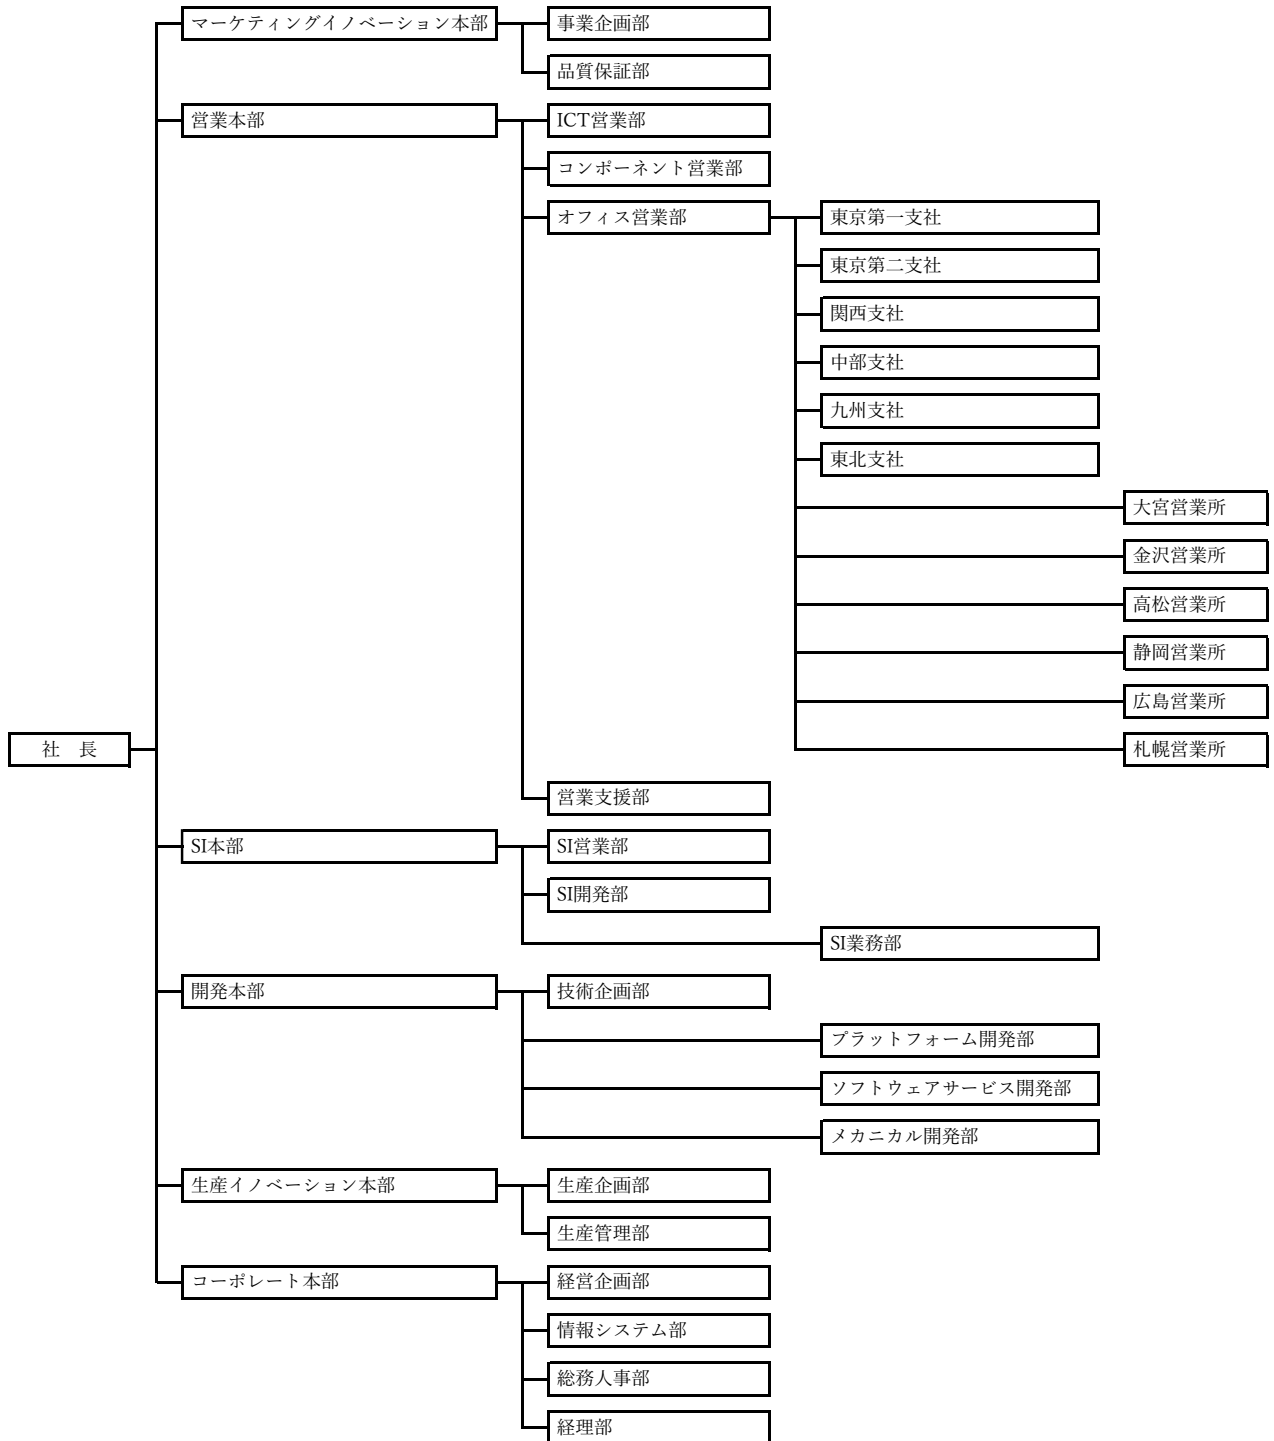 マーケティングイノベーション本部
事業企画部
品質保証部
営業本部
ICT営業部
コンポーネント営業部
オフィス営業部
東京第一支社
東京第二支社
関西支社
中部支社
九州支社
東北支社
大宮営業所
金沢営業所
高松営業所
静岡営業所
広島営業所
社　長
札幌営業所
営業支援部
SI本部
SI営業部
SI開発部
SI業務部
開発本部
技術企画部
プラットフォーム開発部
ソフトウェアサービス開発部
メカニカル開発部
生産イノベーション本部
生産企画部
生産管理部
コーポレート本部
経営企画部
情報システム部
総務人事部
経理部